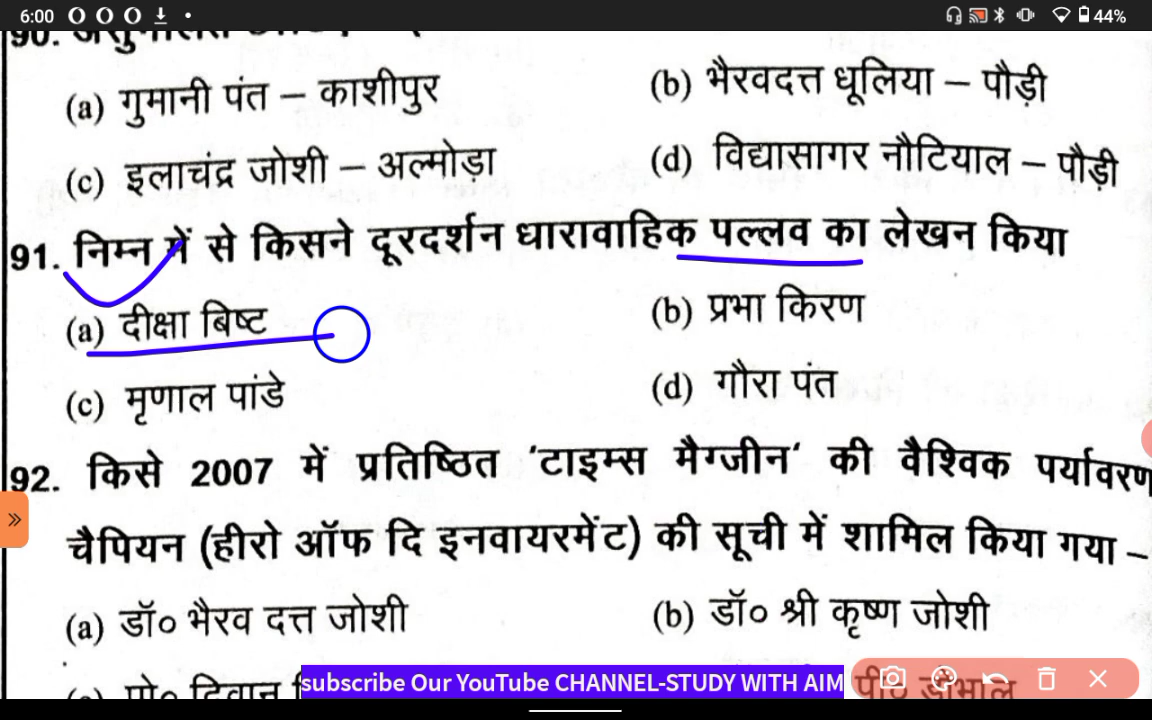 6:00
44%
90.
(a) गुमानी पंत – काशीपुर
(b) भैरवदत्त धूलिया – पौड़ी
(c) इलाचंद्र जोशी – अल्मोड़ा
(d) विद्यासागर नौटियाल – पौड़ी
91. निम्न में से किसने दूरदर्शन धारावाहिक पल्लव का लेखन किया
(a) दीक्षा बिष्ट
(b) प्रभा किरण
(c) मृणाल पांडे
(d) गौरा पंत
92. किसे 2007 में प्रतिष्ठित 'टाइम्स मैग्जीन' की वैश्विक पर्यावरण
चैपियन (हीरो ऑफ दि इनवायरमेंट) की सूची में शामिल किया गया –
(a) डॉ० भैरव दत्त जोशी
(b) डॉ० श्री कृष्ण जोशी
subscribe Our YouTube CHANNEL-STUDY WITH AIM